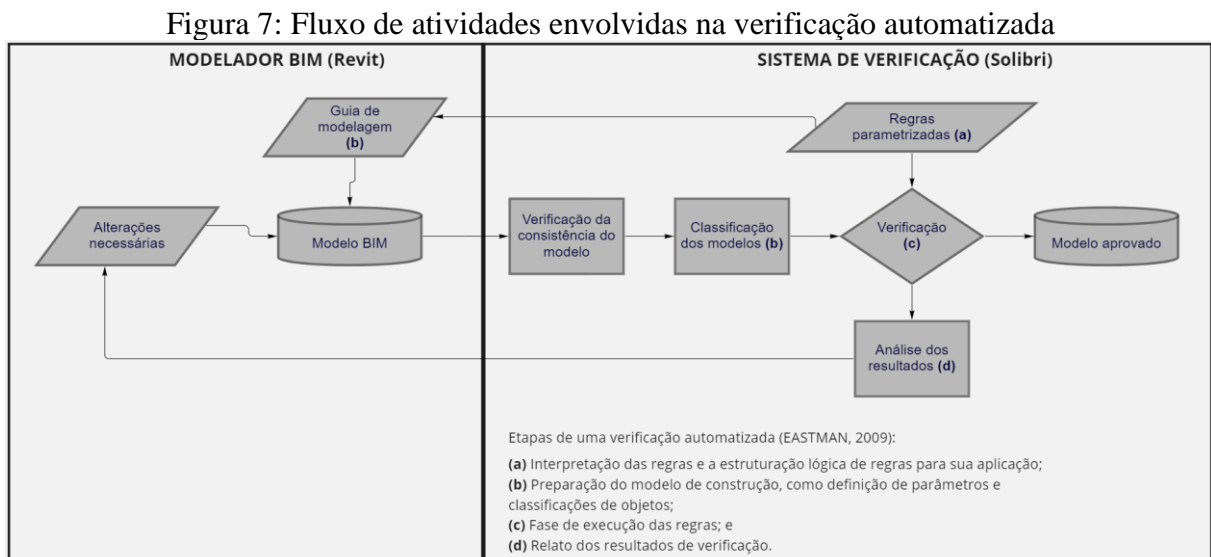 Figura 7: Fluxo de atividades envolvidas na verificação automatizada
MODELADOR BIM (Revit)
SISTEMA DE VERIFICAÇÃO (Solibri)
Guia de
modelagem
(b)
Regras
parametrizadas (a)
Alterações
necessárias
Modelo BIM
Verificação da
consistência do
modelo
Classificação
dos modelos (b)
Verificação
(c)
Modelo aprovado
Análise dos
resultados (d)
Etapas de uma verificação automatizada (EASTMAN, 2009):
(a) Interpretação das regras e a estruturação lógica de regras para sua aplicação;
(b) Preparação do modelo de construção, como definição de parâmetros e
classificações de objetos;
(c) Fase de execução das regras; e
(d) Relato dos resultados de verificação.